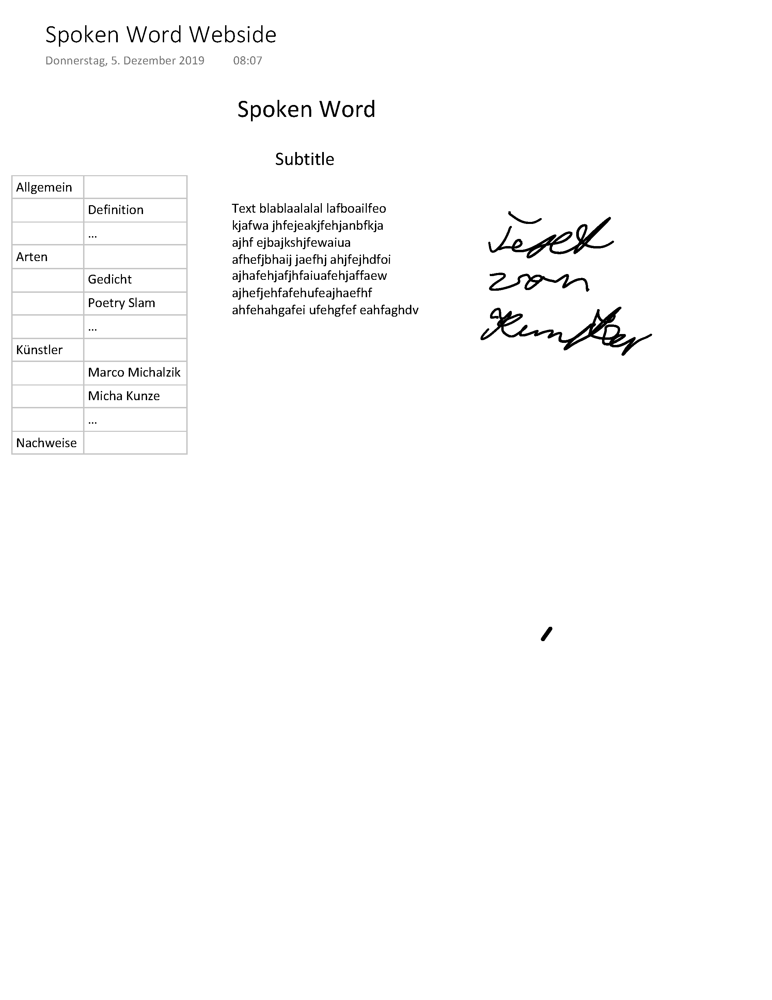 Spoken Word Webside
Donnerstag, 5. Dezember 2019 08:07
Spoken Word
Subtitle
Allgemein
Definition
...
Arten
Gedicht
Poetry Slam
...
Künstler
Marco Michalzik
Micha Kunze
...
Nachweise
Text blablaalalal lafboailfeo
kjafwa jhfejeakjfehjanbfkja
ajhf ejbajkshjfewaiua
afhefjbhaij jaefhj ahjfejhdfoi
ajhafehjafjhfaiuafehjaffaew
ajhefjehfafehufeajhaefhf
ahfehahgafei ufehgfef eahfaghdv
von